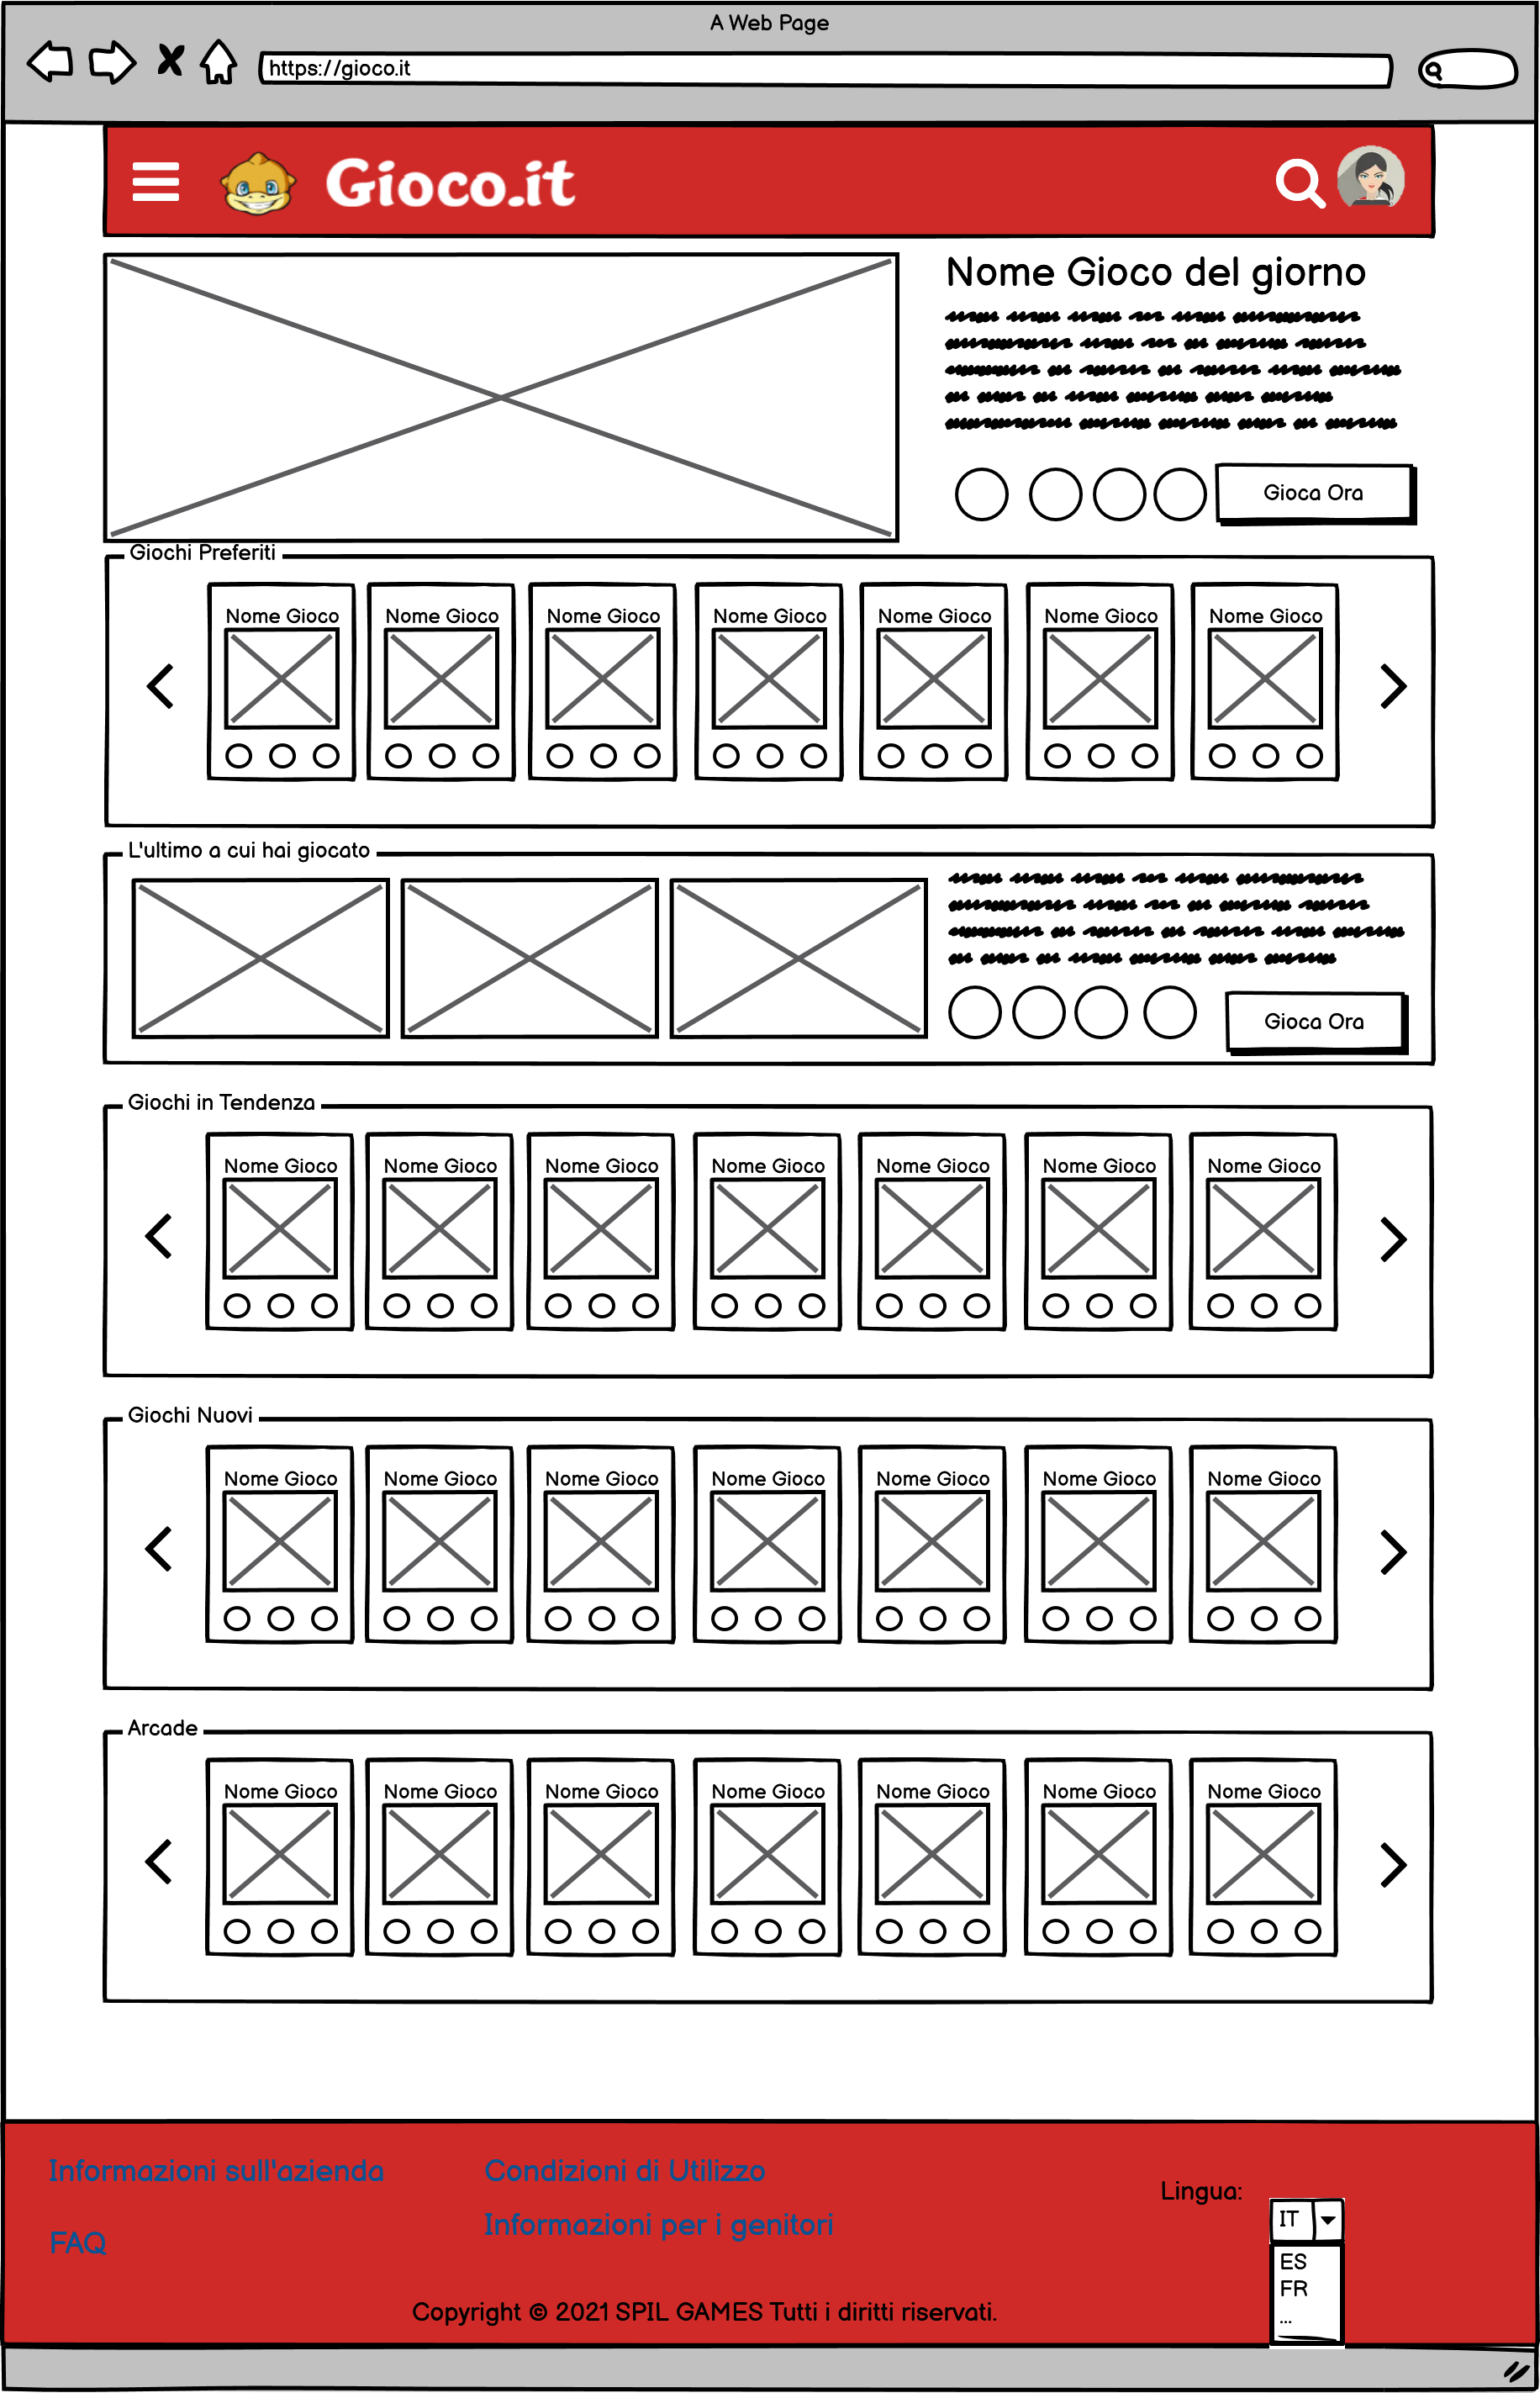 A Web Page
https://gioco.it
Gioco.it
Nome Gioco del giorno
Gioca Ora
Giochi Preferiti
Nome Gioco Nome Gioco Nome Gioco Nome Gioco Nome Gioco Nome Gioco Nome Gioco
L'ultimo a cui hai giocato
Gioca Ora
Giochi in Tendenza
Nome Gioco Nome Gioco Nome Gioco Nome Gioco Nome Gioco Nome Gioco Nome Gioco
Giochi Nuovi
Nome Gioco Nome Gioco Nome Gioco Nome Gioco Nome Gioco Nome Gioco Nome Gioco
Arcade
Nome Gioco Nome Gioco Nome Gioco Nome Gioco Nome Gioco Nome Gioco Nome Gioco
Informazioni sull'azienda
Condizioni di Utilizzo
Lingua:
IT
Informazioni per i genitori
FAQ
ES
FR
...
Copyright © 2021 SPIL GAMES Tutti i diritti riservati.